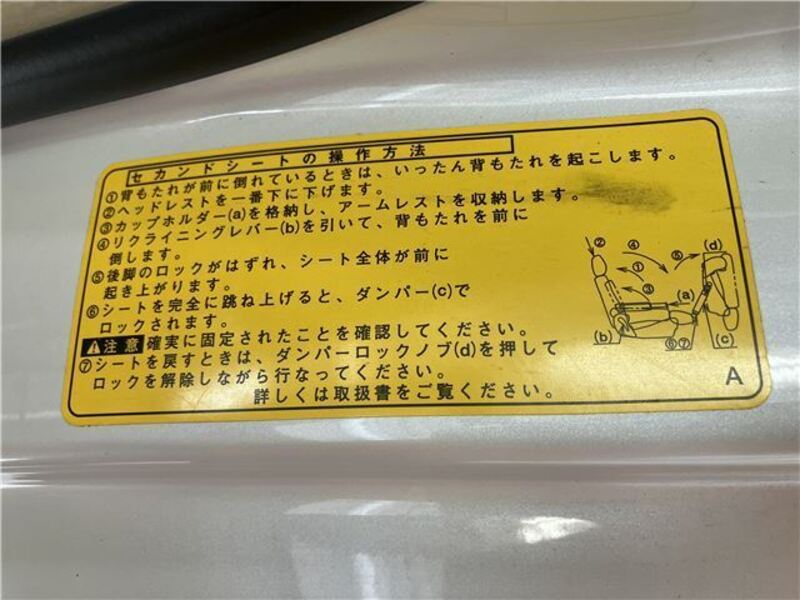 セカンドシートの操作方法
①背もたれが前に倒れているときは、いったん背もたれを起こします。
②ヘッドレストを一番下に下げます。
③カップホルダー(a)を格納し、アームレストを収納します。
④リクライニングレバー(b)を引いて、背もたれを前に
倒します。
⑤後脚のロックがはずれ、シート全体が前に
起き上がります。
⑥シートを完全に跳ね上げると、ダンパー(c)で
ロックされます。
⚠注意 確実に固定されたことを確認してください。
⑦シートを戻すときは、ダンパーロックノブ(d)を押して
ロックを解除しながら行なってください。
詳しくは取扱書をご覧ください。
② ④ ⑤ (d)
①
③ (a)
(b) ⑥⑦ (c)
A